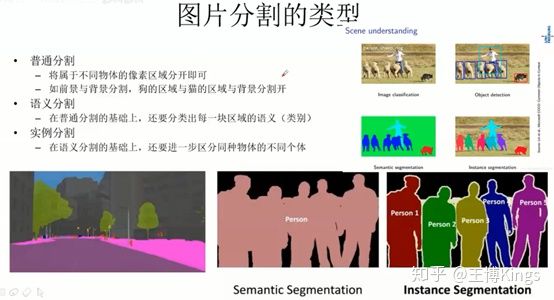 图片分割的类型
• 普通分割
– 将属于不同物体的像素区域分开即可
– 如前景与背景分割，狗的区域与猫的区域与背景分割开
• 语义分割
– 在普通分割的基础上，还要分类出每一块区域的语义（类别）
• 实例分割
– 在语义分割的基础上，还要进一步区分同种物体的不同个体
Scene understanding
person, sheep, dog
Image classification
Object detection
Semantic segmentation
Instance segmentation
Person
Person 1
Person 2
Person 3
Person 5
Semantic Segmentation
Instance Segmentation
知乎 @王博Kings